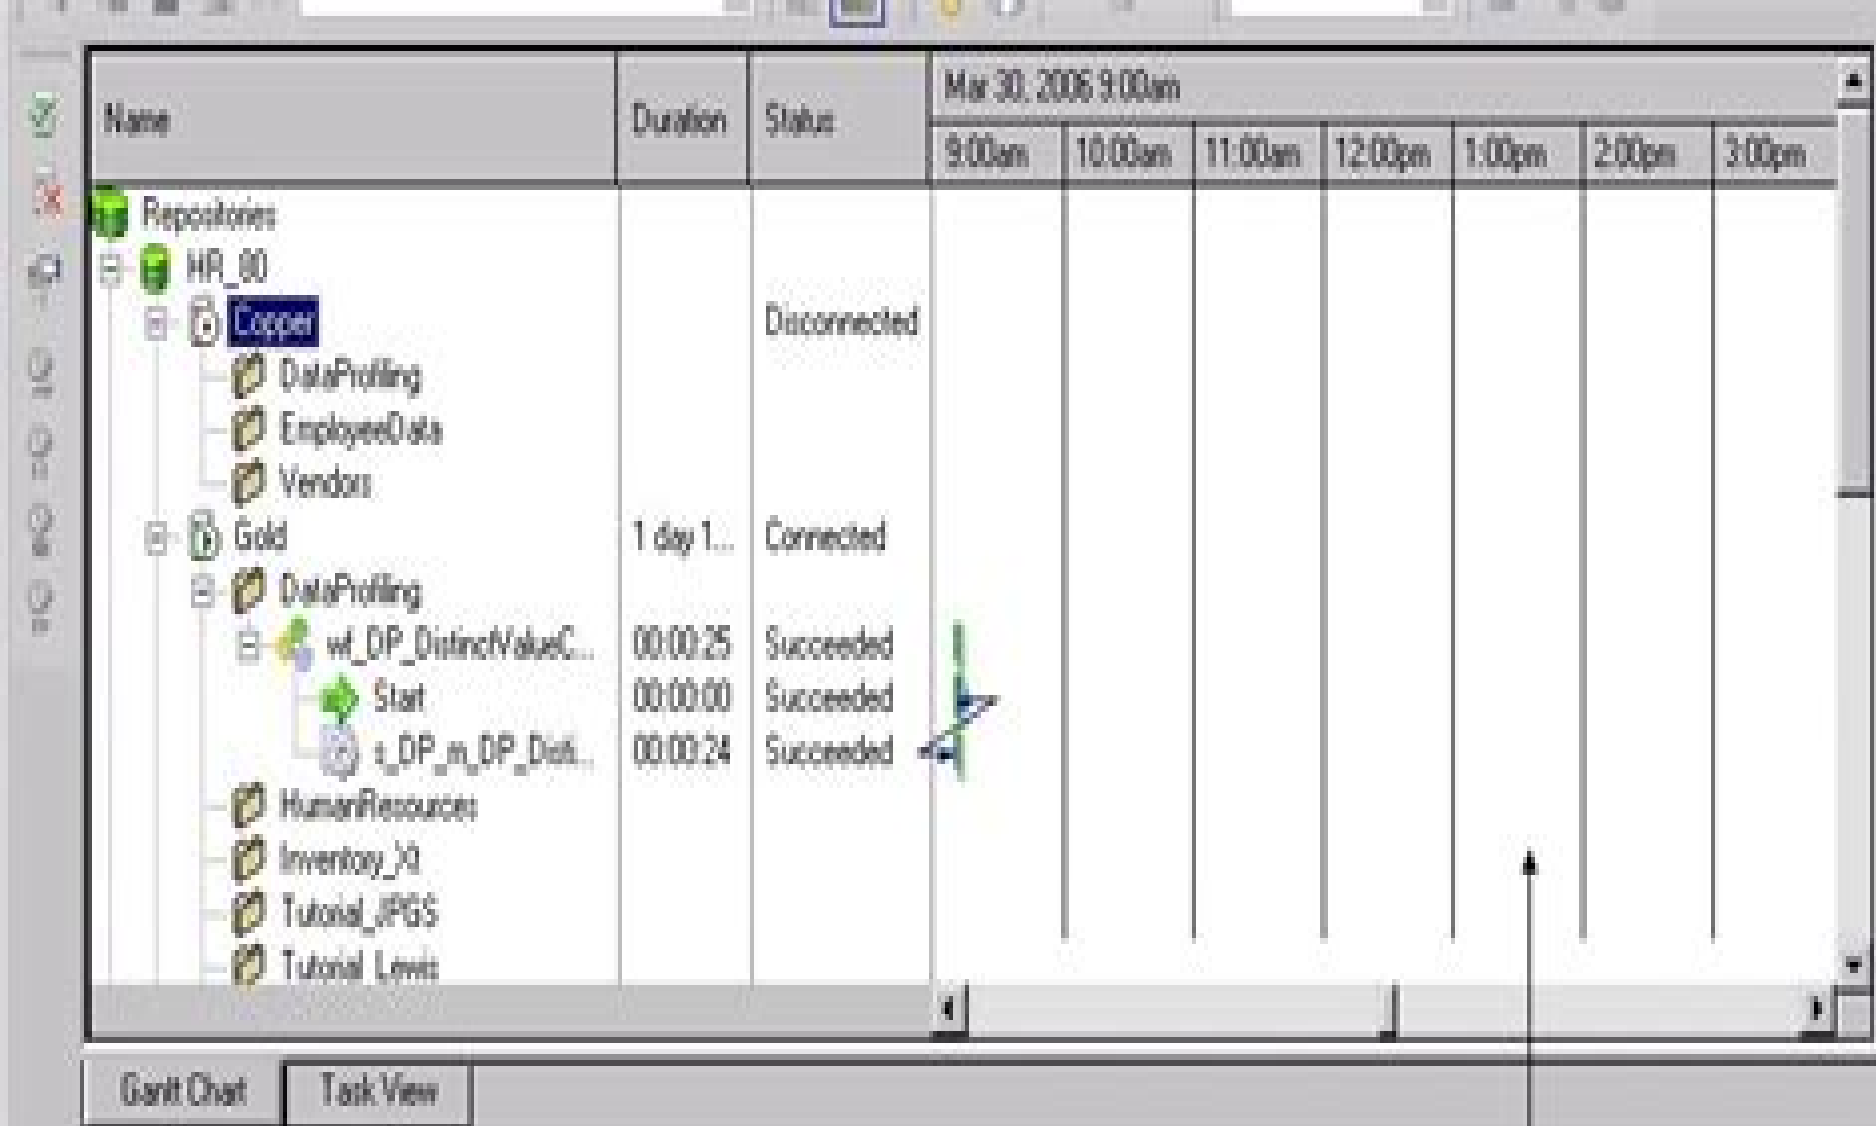 Name Duration Status Mar 30, 2006 9:00am
9:00am 10:00am 11:00am 12:00pm 1:00pm 2:00pm 3:00pm
Repositories
HR_80
Copper Disconnected
DataProfiling
EmployeeData
Vendors
Gold 1 day 1... Connected
DataProfiling
wf_DP_DistinctValueC... 00:00:25 Succeeded
Start 00:00:00 Succeeded
s_DP_m_DP_Disti... 00:00:24 Succeeded
HumanResources
Tutorial_JPGS
Tutorial_Lewis
Gantt Chart Task View